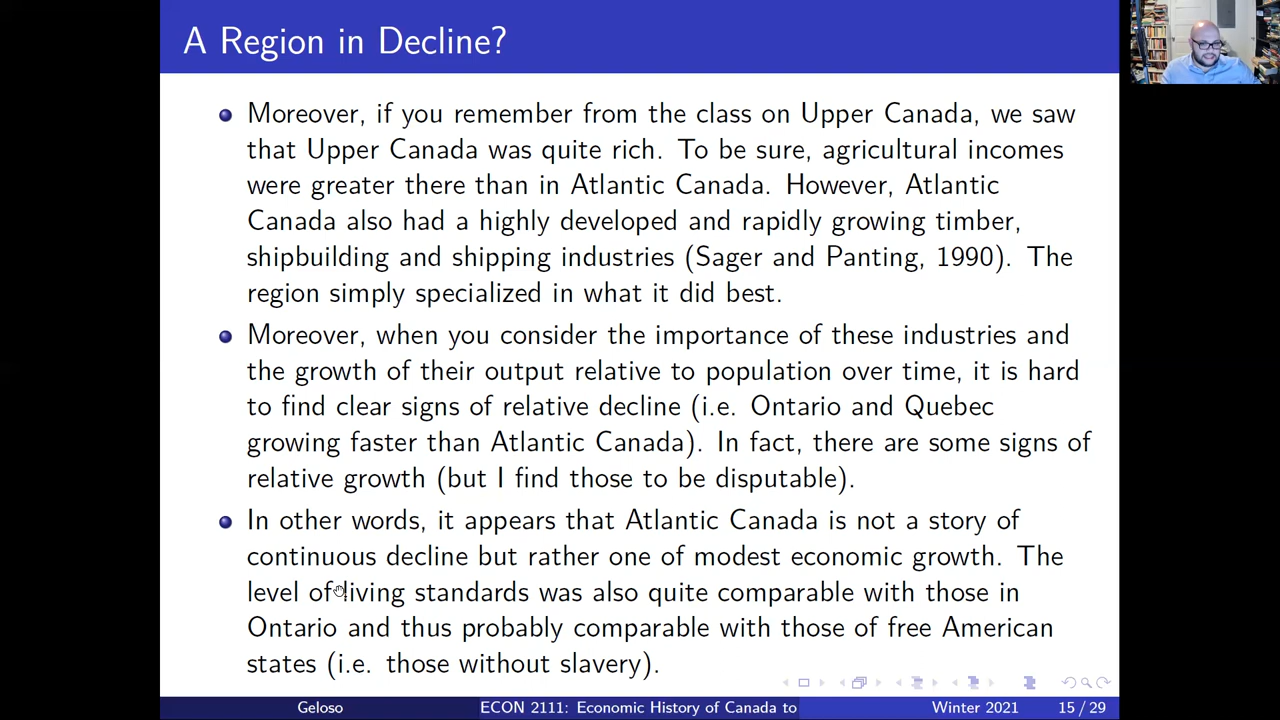 A Region in Decline?
Moreover, if you remember from the class on Upper Canada, we saw
that Upper Canada was quite rich. To be sure, agricultural incomes
were greater there than in Atlantic Canada. However, Atlantic
Canada also had a highly developed and rapidly growing timber,
shipbuilding and shipping industries (Sager and Panting, 1990). The
region simply specialized in what it did best.
Moreover, when you consider the importance of these industries and
the growth of their output relative to population over time, it is hard
to find clear signs of relative decline (i.e. Ontario and Quebec
growing faster than Atlantic Canada). In fact, there are some signs of
relative growth (but I find those to be disputable).
In other words, it appears that Atlantic Canada is not a story of
continuous decline but rather one of modest economic growth. The
level of living standards was also quite comparable with those in
Ontario and thus probably comparable with those of free American
states (i.e. those without slavery).
Geloso ECON 2111: Economic History of Canada to Winter 2021 15 / 29